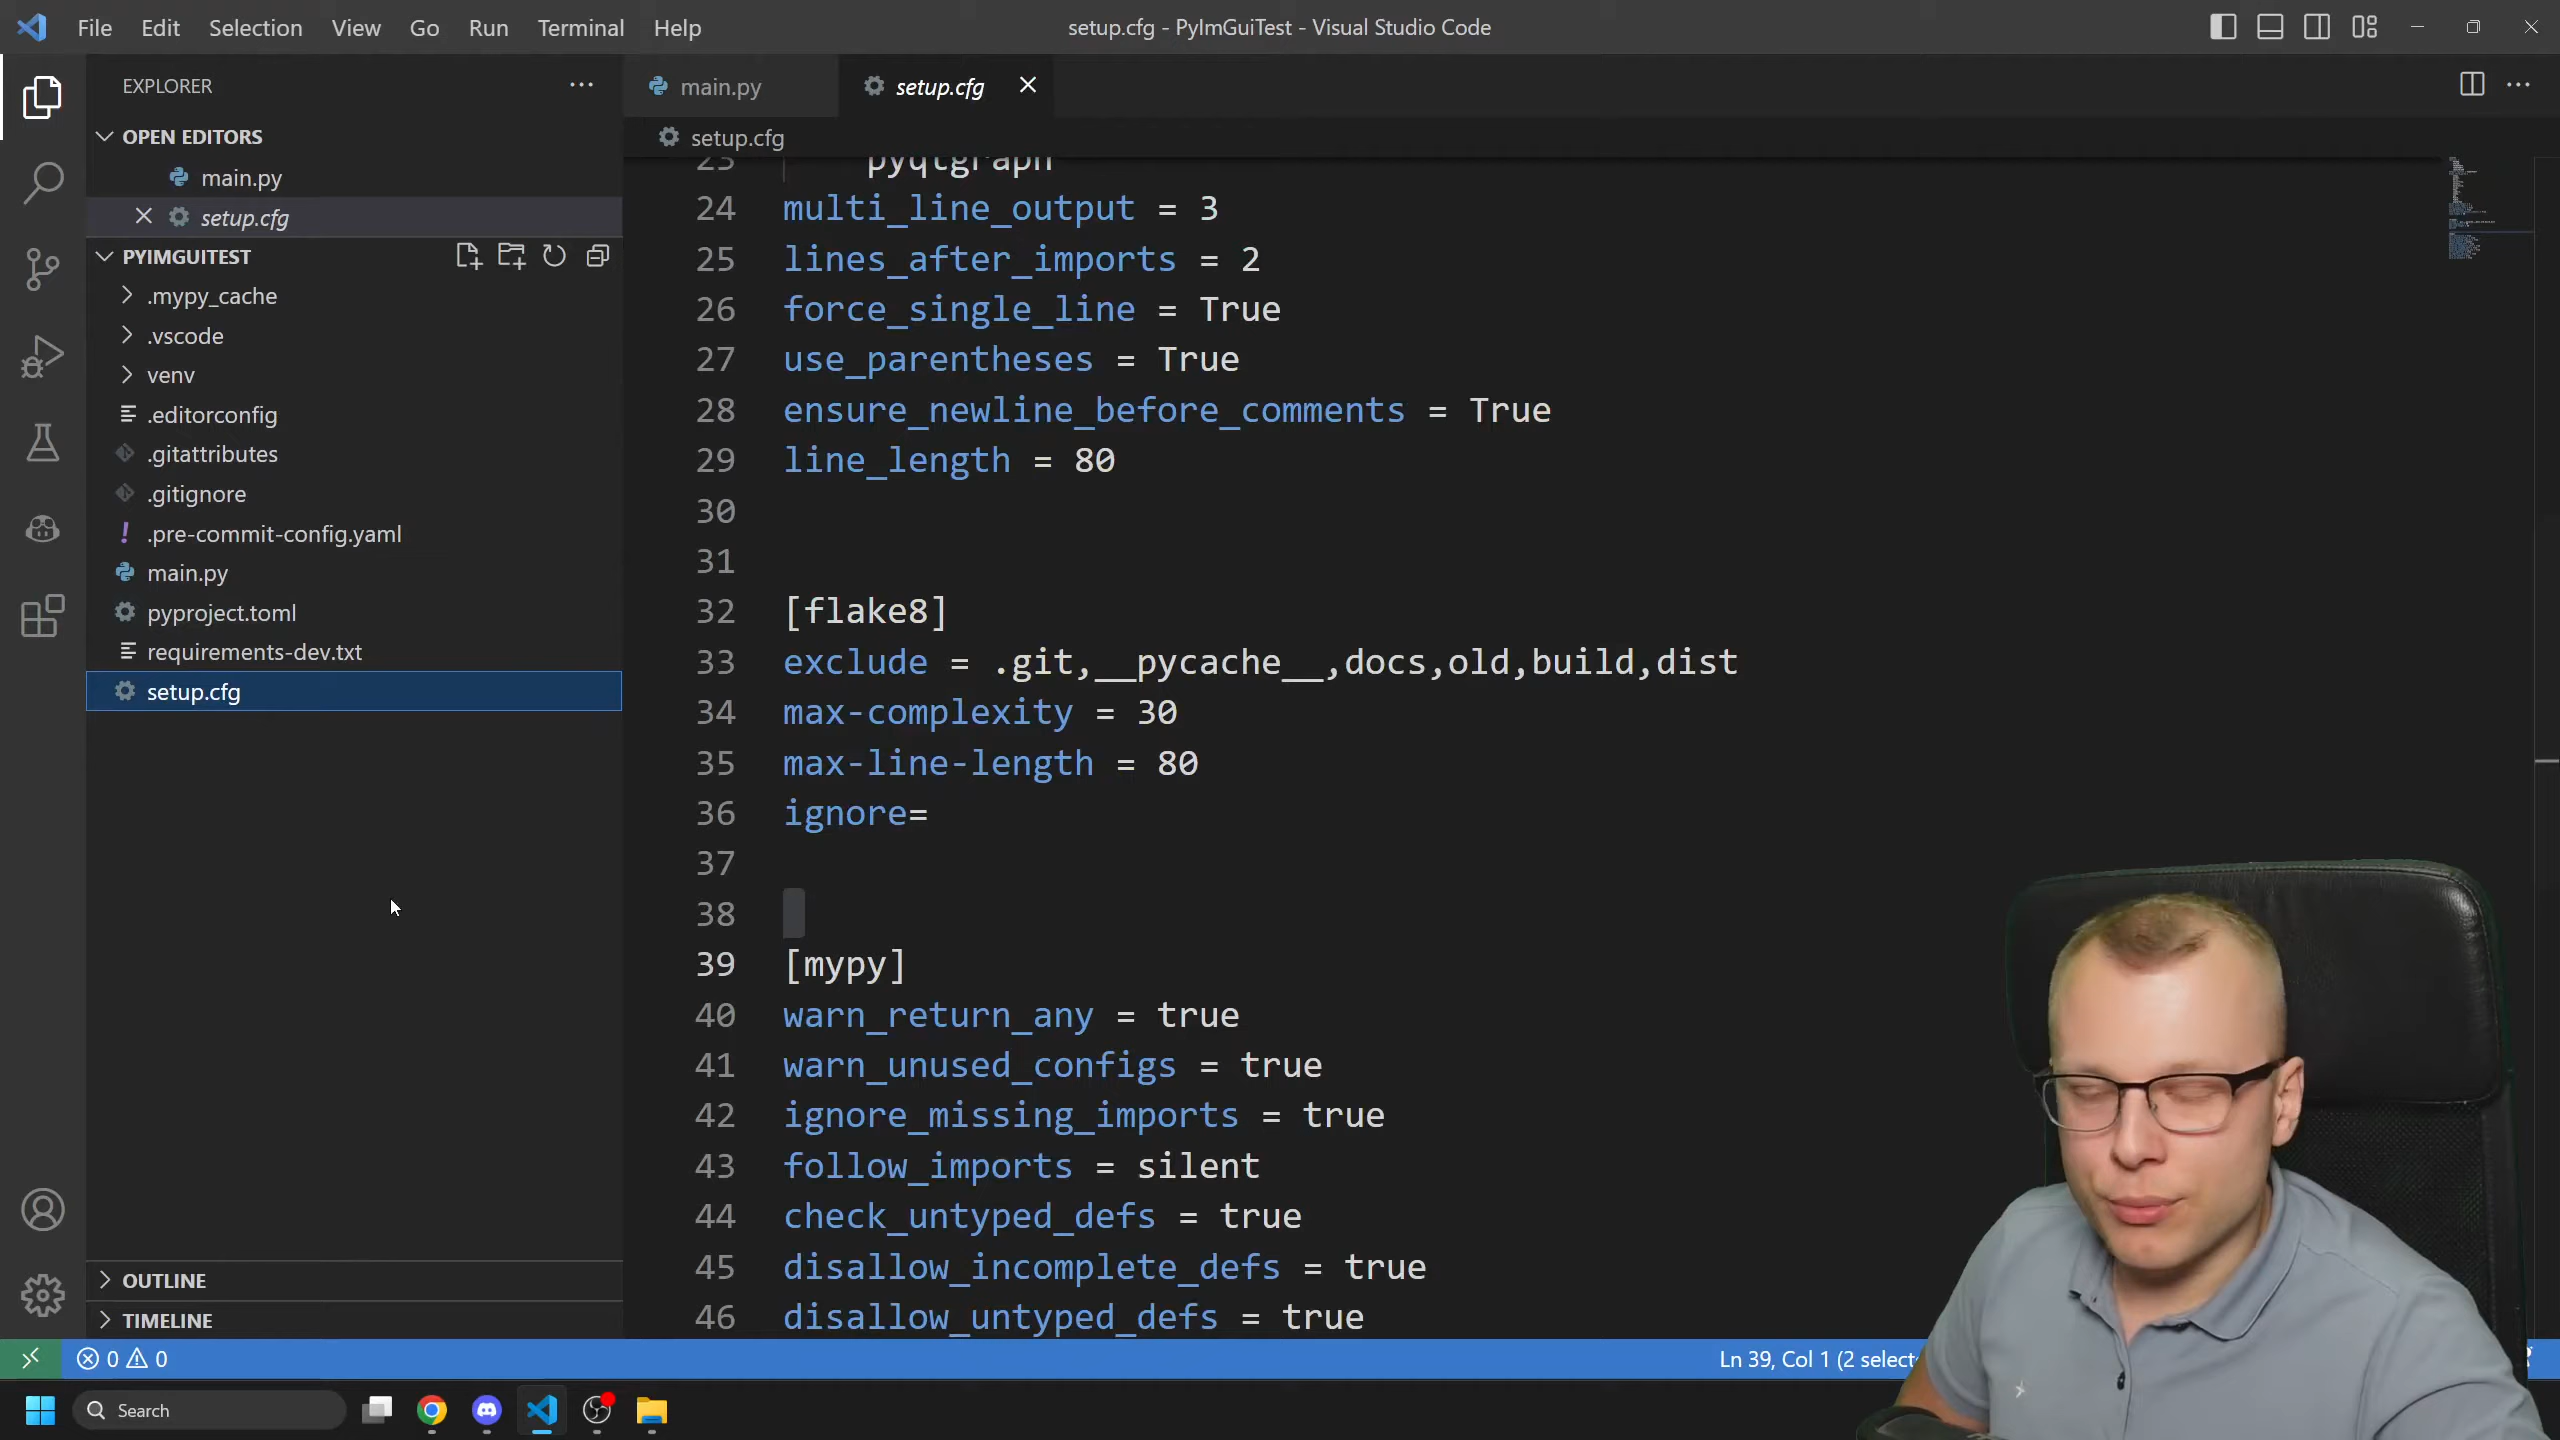 File Edit Selection View Go Run Terminal Help
setup.cfg - PyImGuiTest - Visual Studio Code
EXPLORER
OPEN EDITORS
main.py
setup.cfg
PYIMGUITEST
.mypy_cache
.vscode
venv
.editorconfig
.gitattributes
.gitignore
.pre-commit-config.yaml
main.py
pyproject.toml
requirements-dev.txt
setup.cfg
OUTLINE
TIMELINE
main.py
setup.cfg
setup.cfg
23 pyqtgraph
24 multi_line_output = 3
25 lines_after_imports = 2
26 force_single_line = True
27 use_parentheses = True
28 ensure_newline_before_comments = True
29 line_length = 80
30
31
32 [flake8]
33 exclude = .git,__pycache__,docs,old,build,dist
34 max-complexity = 30
35 max-line-length = 80
36 ignore=
37
38
39 [mypy]
40 warn_return_any = true
41 warn_unused_configs = true
42 ignore_missing_imports = true
43 follow_imports = silent
44 check_untyped_defs = true
45 disallow_incomplete_defs = true
46 disallow_untyped_defs = true
0 0
Ln 39, Col 1 (2 select
Search